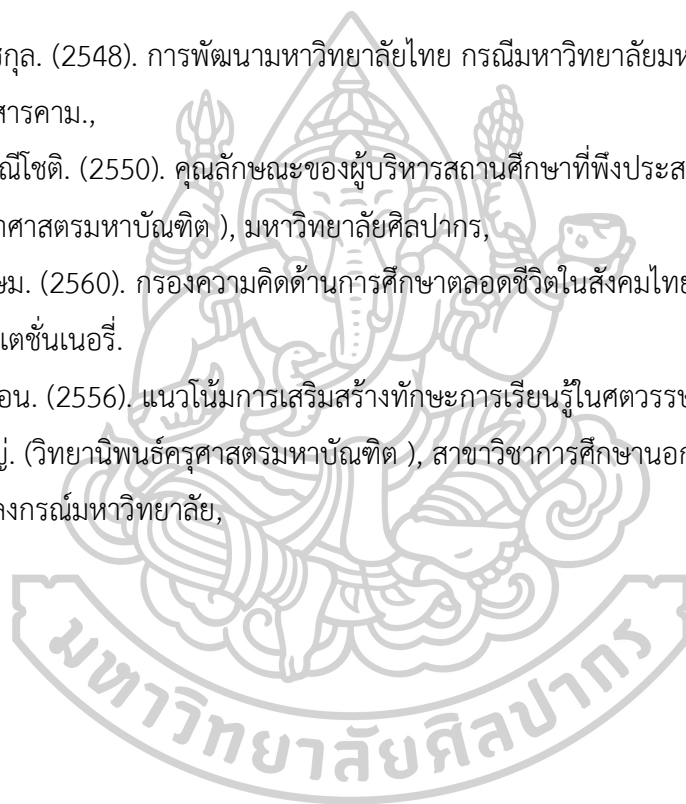 สกุล. (2548). การพัฒนามหาวิทยาลัยไทย กรณีมหาวิทยาลัยมห
สารคาม.,
ณีโชติ. (2550). คุณลักษณะของผู้บริหารสถานศึกษาที่พึงประส
าศาสตรมหาบัณฑิต ), มหาวิทยาลัยศิลปากร,
ษม. (2560). กรองความคิดด้านการศึกษาตลอดชีวิตในสังคมไทย
เตชั่นเนอรี่.
อน. (2556). แนวโน้มการเสริมสร้างทักษะการเรียนรู้ในศตวรรษ
ญ่. (วิทยานิพนธ์ครุศาสตรมหาบัณฑิต ), สาขาวิชาการศึกษานอก
ลงกรณ์มหาวิทยาลัย,
มหาวิทยาลัยศิลปากร